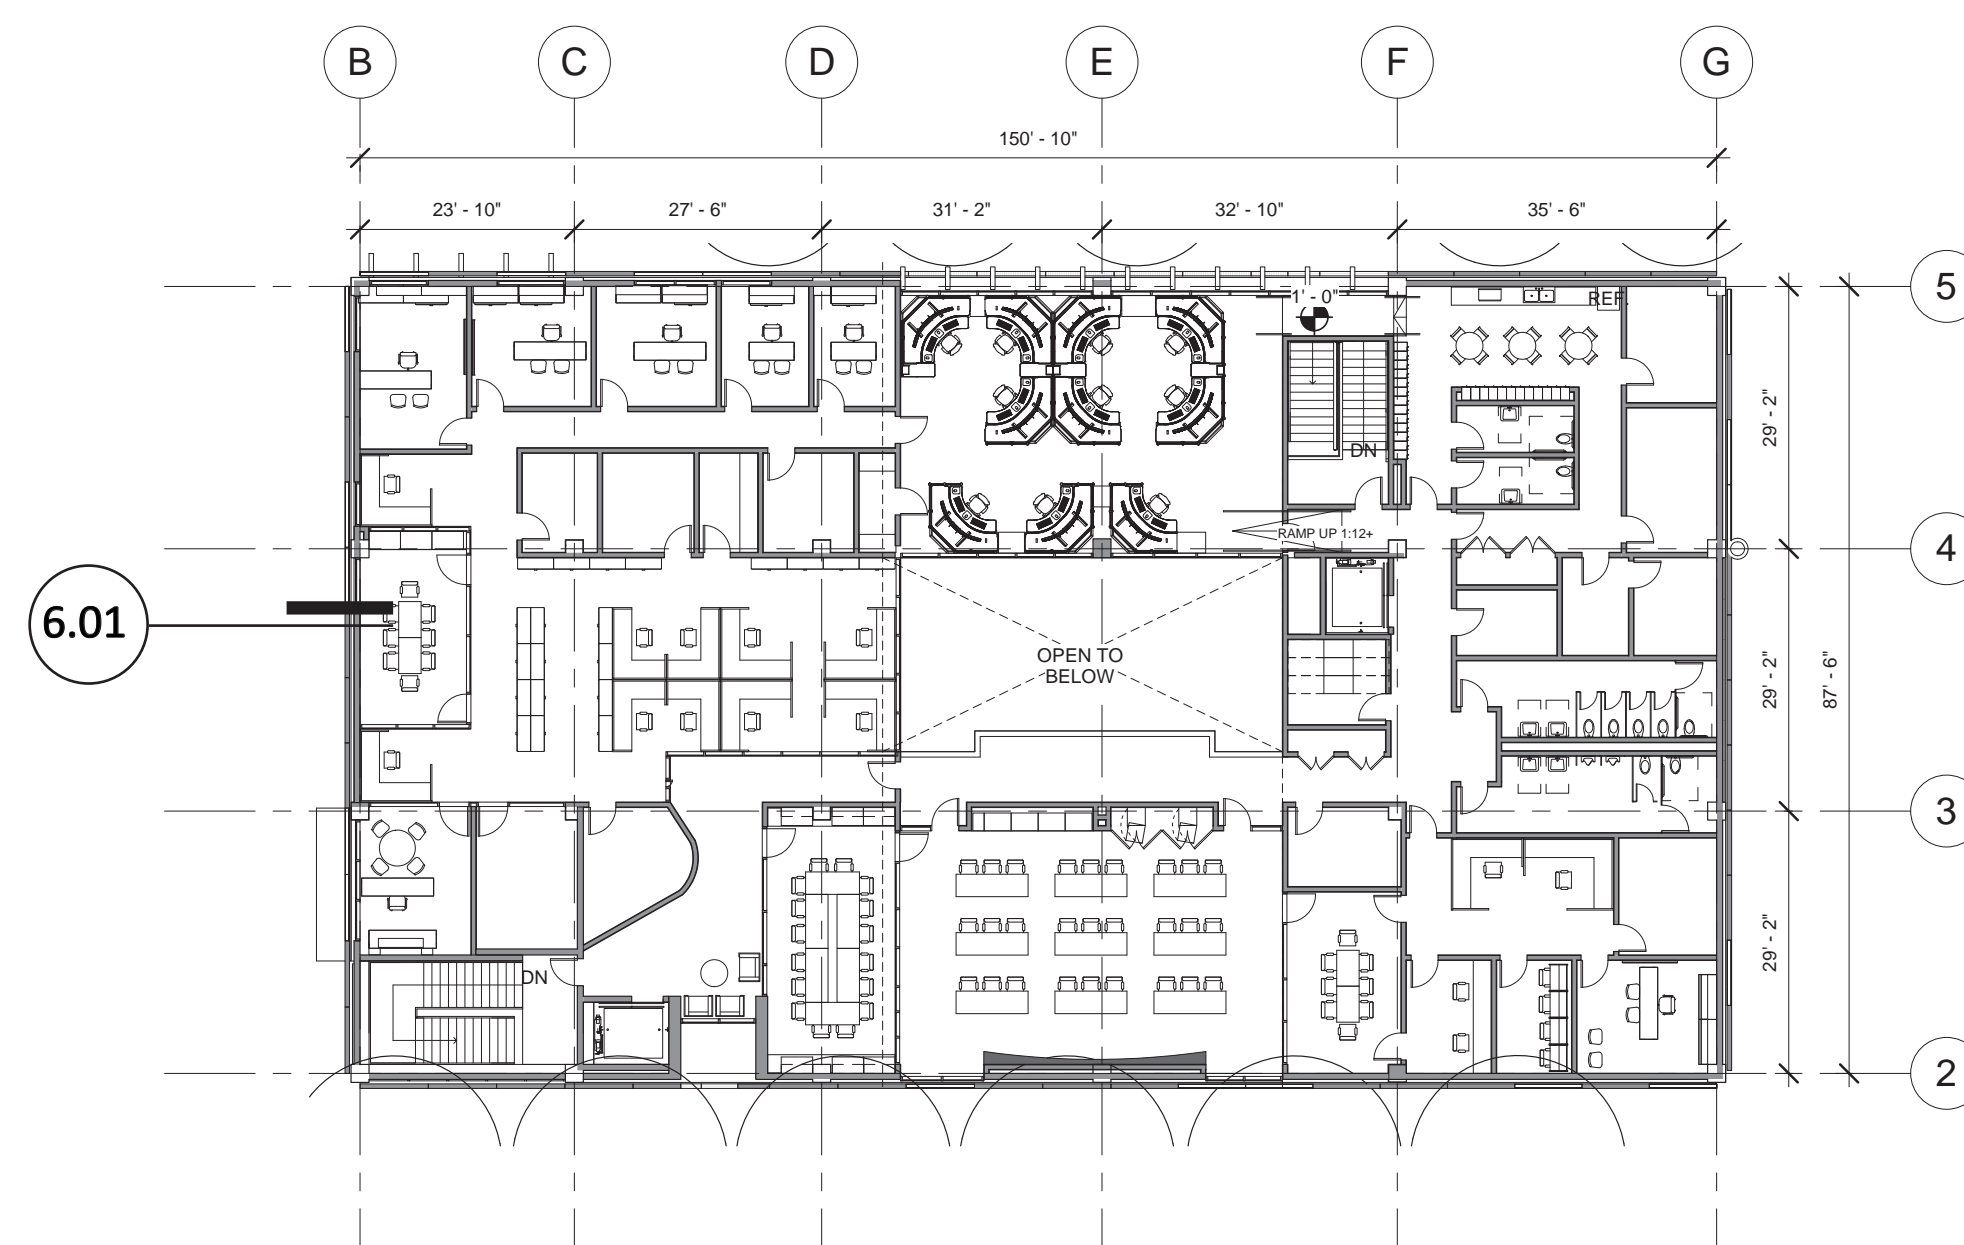 B C D E F G
150' - 10"
23' - 10" 27' - 6" 31' - 2" 32' - 10" 35' - 6"
5
1' - 0"
REF.
29' - 2"
DN
RAMP UP 1:12+
4
6.01
OPEN TO
BELOW
29' - 2"
87' - 6"
3
29' - 2"
DN
2